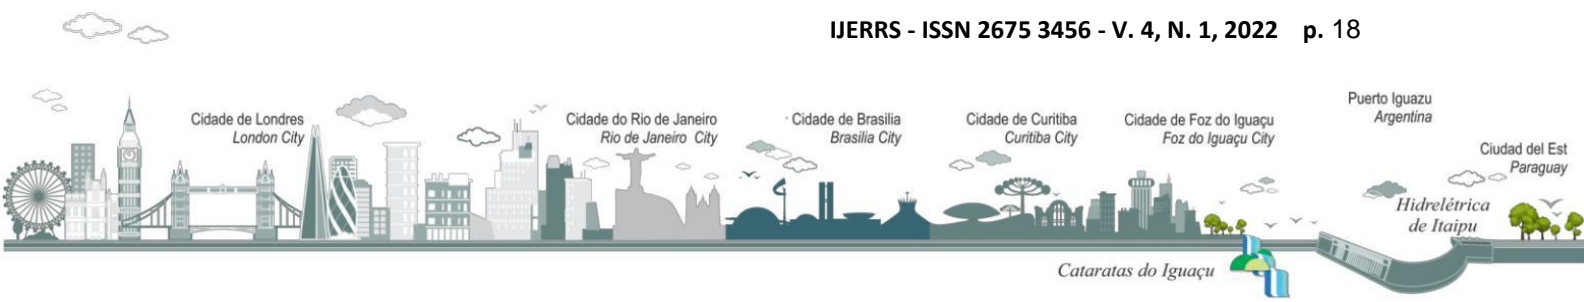 IJERRS - ISSN 2675 3456 - V. 4, N. 1, 2022 p. 18
Cidade de Londres
London City
Cidade do Rio de Janeiro
Rio de Janeiro City
Cidade de Brasilia
Brasilia City
Cidade de Curitiba
Curitiba City
Cidade de Foz do Iguaçu
Foz do Iguaçu City
Puerto Iguazu
Argentina
Ciudad del Est
Paraguay
Hidrelétrica
de Itaipu
Cataratas do Iguaçu